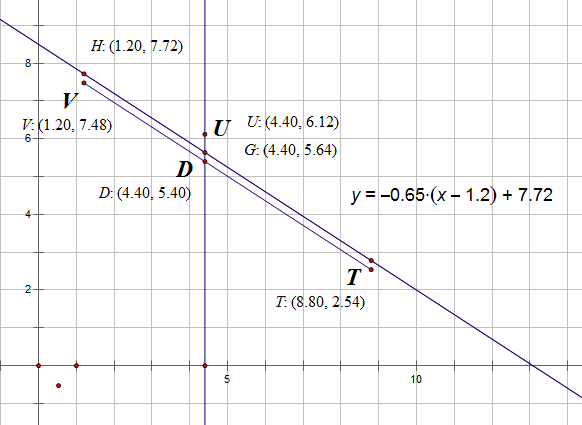 H: (1.20, 7.72)
8
V
V: (1.20, 7.48)
U
U: (4.40, 6.12)
6
G: (4.40, 5.64)
D
D: (4.40, 5.40)
y = –0.65·(x – 1.2) + 7.72
4
T
2
T: (8.80, 2.54)
5
10